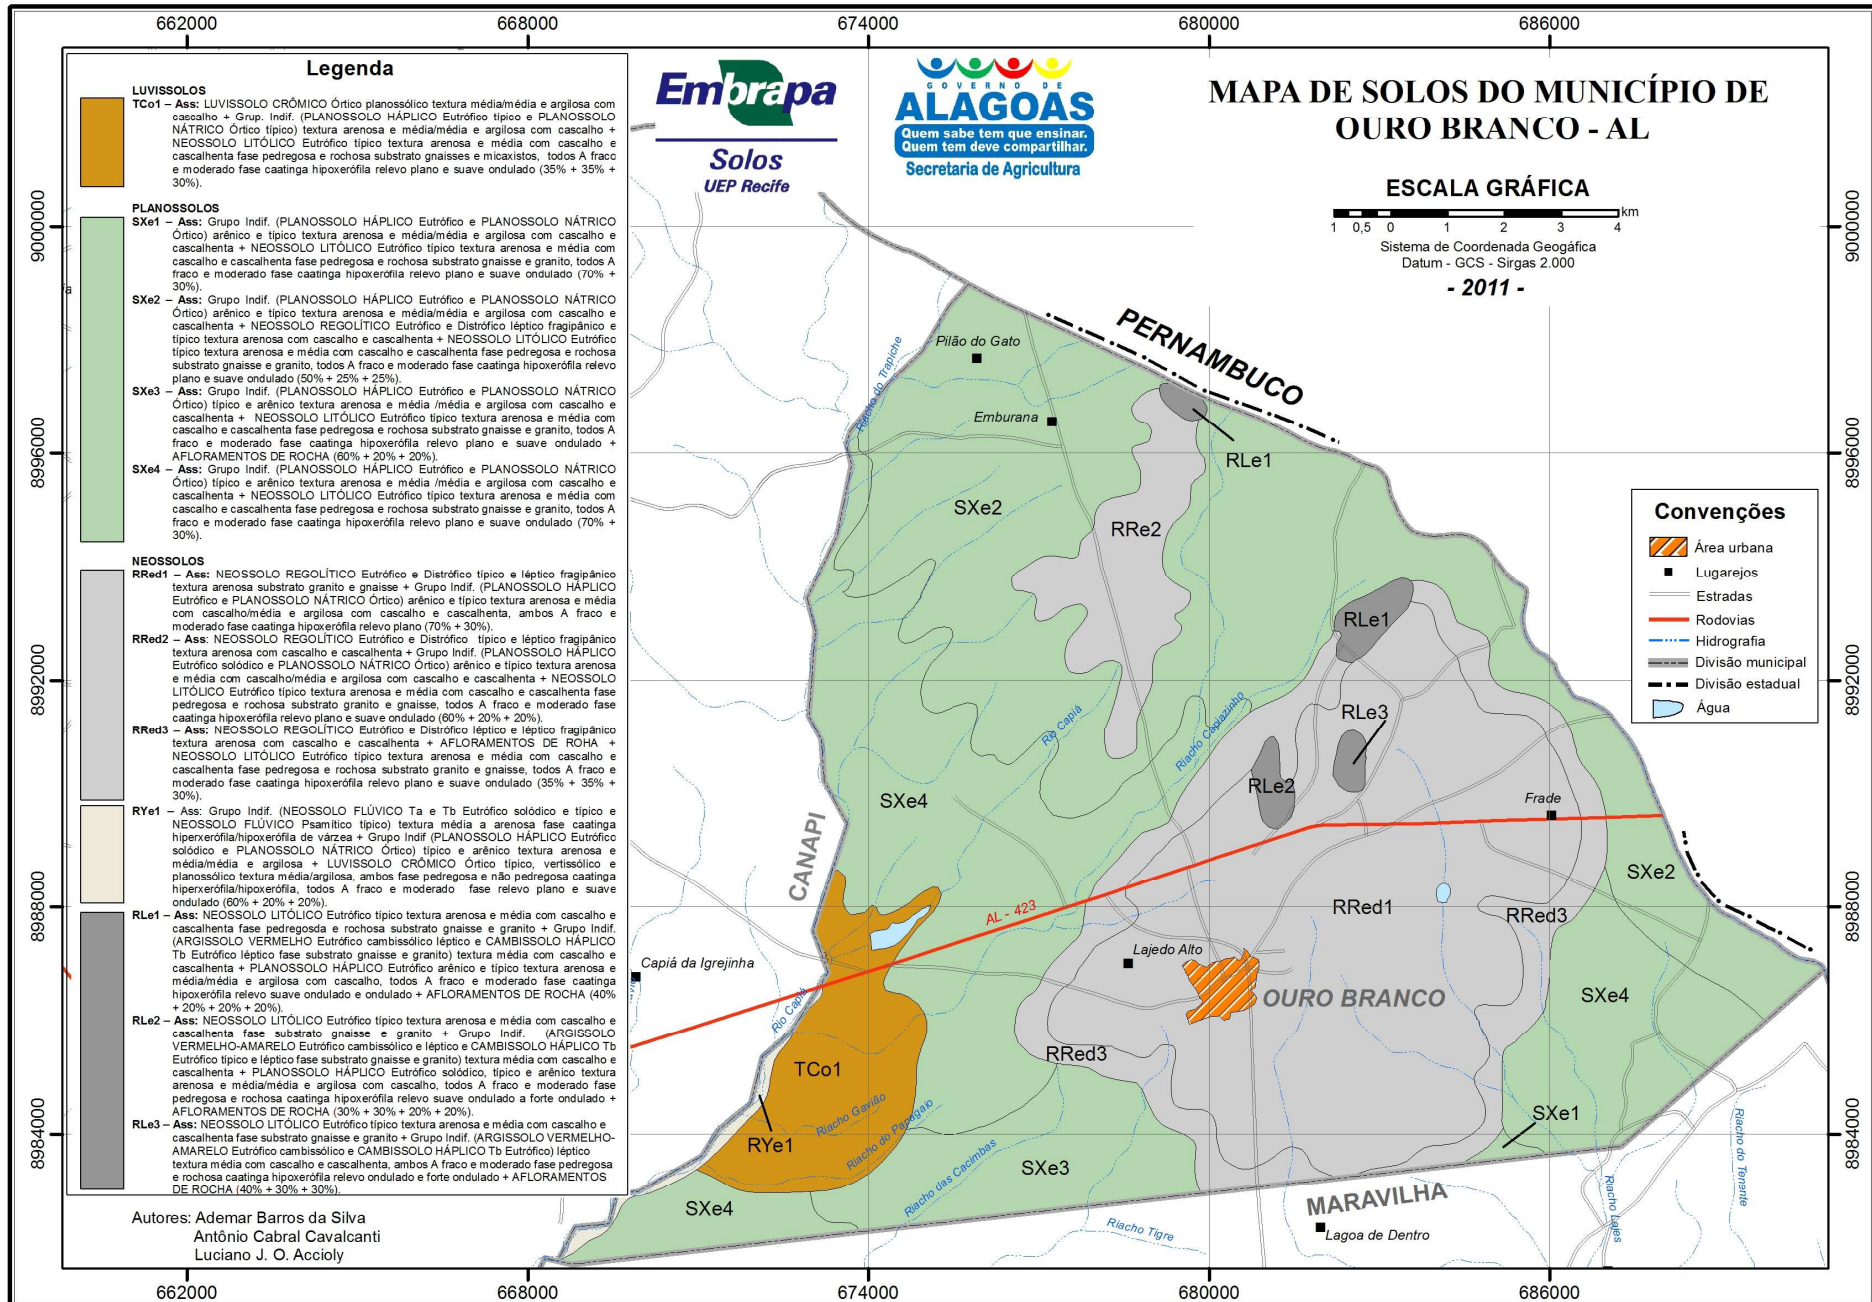 662000
668000
674000
680000
686000
Legenda
LUVISSOLOS
TCo1 – Ass: LUVISSOLO CRÔMICO Órtico planossólico textura média/média e argilosa com
cascalho + Grup. Indif. (PLANOSSOLO HÁPLICO Eutrófico típico e PLANOSSOLO
NÁTRICO Órtico típico) textura arenosa e média/média e argilosa com cascalho +
NEOSSOLO LITÓLICO Eutrófico típico textura arenosa e média com cascalho e
cascalhenta fase pedregosa e rochosa substrato gnaisses e micaxistos, todos A fraco
e moderado fase caatinga hipoxerófila relevo plano e suave ondulado (35% + 35% +
30%).
PLANOSSOLOS
SXe1 – Ass: Grupo Indif. (PLANOSSOLO HÁPLICO Eutrófico e PLANOSSOLO NÁTRICO
Órtico) arênico e típico textura arenosa e média/média e argilosa com cascalho e
cascalhenta + NEOSSOLO LITÓLICO Eutrófico típico textura arenosa e média com
cascalho e cascalhenta fase pedregosa e rochosa substrato gnaisse e granito, todos A
fraco e moderado fase caatinga hipoxerófila relevo plano e suave ondulado (70% +
30%).
SXe2 – Ass: Grupo Indif. (PLANOSSOLO HÁPLICO Eutrófico e PLANOSSOLO NÁTRICO
Órtico) arênico e típico textura arenosa e média/média e argilosa com cascalho e
cascalhenta + NEOSSOLO REGOLÍTICO Eutrófico e Distrófico léptico fragipânico e
típico textura arenosa com cascalho e cascalhenta + NEOSSOLO LITÓLICO Eutrófico
típico textura arenosa e média com cascalho e cascalhenta fase pedregosa e rochosa
substrato gnaisse e granito, todos A fraco e moderado fase caatinga hipoxerófila relevo
plano e suave ondulado (50% + 25% + 25%).
SXe3 – Ass: Grupo Indif. (PLANOSSOLO HÁPLICO Eutrófico e PLANOSSOLO NÁTRICO
Órtico) típico e arênico textura arenosa e média /média e argilosa com cascalho e
cascalhenta + NEOSSOLO LITÓLICO Eutrófico típico textura arenosa e média com
cascalho e cascalhenta fase pedregosa e rochosa substrato gnaisse e granito, todos A
fraco e moderado fase caatinga hipoxerófila relevo plano e suave ondulado +
AFLORAMENTOS DE ROCHA (60% + 20% + 20%).
SXe4 – Ass: Grupo Indif. (PLANOSSOLO HÁPLICO Eutrófico e PLANOSSOLO NÁTRICO
Órtico) típico e arênico textura arenosa e média /média e argilosa com cascalho e
cascalhenta + NEOSSOLO LITÓLICO Eutrófico típico textura arenosa e média com
cascalho e cascalhenta fase pedregosa e rochosa substrato gnaisse e granito, todos A
fraco e moderado fase caatinga hipoxerófila relevo plano e suave ondulado (70% +
30%).
NEOSSOLOS
RRed1 – Ass: NEOSSOLO REGOLÍTICO Eutrófico e Distrófico típico e léptico fragipânico
textura arenosa substrato granito e gnaisse + Grupo Indif. (PLANOSSOLO HÁPLICO
Eutrófico e PLANOSSOLO NÁTRICO Órtico) arênico e típico textura arenosa e média
com cascalho/média e argilosa com cascalho e cascalhenta, ambos A fraco e
moderado fase caatinga hipoxerófila relevo plano (70% + 30%).
RRed2 – Ass: NEOSSOLO REGOLÍTICO Eutrófico e Distrófico típico e léptico fragipânico
textura arenosa com cascalho e cascalhenta + Grupo Indif. (PLANOSSOLO HÁPLICO
Eutrófico solódico e PLANOSSOLO NÁTRICO Órtico) arênico e típico textura arenosa
e média com cascalho/média e argilosa com cascalho e cascalhenta + NEOSSOLO
LITÓLICO Eutrófico típico textura arenosa e média com cascalho e cascalhenta fase
pedregosa e rochosa substrato granito e gnaisse, todos A fraco e moderado fase
caatinga hipoxerófila relevo plano e suave ondulado (60% + 20% + 20%).
RRed3 – Ass: NEOSSOLO REGOLÍTICO Eutrófico e Distrófico léptico e léptico fragipânico
textura arenosa com cascalho e cascalhenta + AFLORAMENTOS DE ROHA +
NEOSSOLO LITÓLICO Eutrófico típico textura arenosa e média com cascalho e
cascalhenta fase pedregosa e rochosa substrato granito e gnaisse, todos A fraco e
moderado fase caatinga hipoxerófila relevo plano e suave ondulado (35% + 35% +
30%).
RYe1 – Ass: Grupo Indif. (NEOSSOLO FLÚVICO Ta e Tb Eutrófico solódico e típico e
NEOSSOLO FLÚVICO Psamítico típico) textura média a arenosa fase caatinga
hiperxerófila/hipoxerófila de várzea + Grupo Indif (PLANOSSOLO HÁPLICO Eutrófico
solódico e PLANOSSOLO NÁTRICO Órtico) típico e arênico textura arenosa e
média/média e argilosa + LUVISSOLO CRÔMICO Órtico típico, vertissólico e
planossólico textura média/argilosa, ambos fase pedregosa e não pedregosa caatinga
hiperxerófila/hipoxerófila, todos A fraco e moderado fase relevo plano e suave
ondulado (60% + 20% + 20%).
RLe1 – Ass: NEOSSOLO LITÓLICO Eutrófico típico textura arenosa e média com cascalho e
cascalhenta fase pedregosda e rochosa substrato gnaisse e granito + Grupo Indif.
(ARGISSOLO VERMELHO Eutrófico cambissólico léptico e CAMBISSOLO HÁPLICO
Tb Eutrófico léptico fase substrato gnaisse e granito) textura média com cascalho e
cascalhenta + PLANOSSOLO HÁPLICO Eutrófico arênico e típico textura arenosa e
média/média e argilosa com cascalho, todos A fraco e moderado fase caatinga
hipoxerófila relevo suave ondulado e ondulado + AFLORAMENTOS DE ROCHA (40%
+ 20% + 20% + 20%).
RLe2 – Ass: NEOSSOLO LITÓLICO Eutrófico típico textura arenosa e média com cascalho e
cascalhenta fase substrato gnaisse e granito + Grupo Indif. (ARGISSOLO
VERMELHO-AMARELO Eutrófico cambissólico e léptico e CAMBISSOLO HÁPLICO Tb
Eutrófico típico e léptico fase substrato gnaisse e granito) textura média com cascalho e
cascalhenta + PLANOSSOLO HÁPLICO Eutrófico solódico, típico e arênico textura
arenosa e média/média e argilosa com cascalho, todos A fraco e moderado fase
pedregosa e rochosa caatinga hipoxerófila relevo suave ondulado a forte ondulado +
AFLORAMENTOS DE ROCHA (30% + 30% + 20% + 20%).
RLe3 – Ass: NEOSSOLO LITÓLICO Eutrófico típico textura arenosa e média com cascalho e
cascalhenta fase substrato gnaisse e granito + Grupo Indif. (ARGISSOLO VERMELHO-
AMARELO Eutrófico cambissólico e CAMBISSOLO HÁPLICO Tb Eutrófico) léptico
textura média com cascalho e cascalhenta, ambos A fraco e moderado fase pedregosa
e rochosa caatinga hipoxerófila relevo ondulado e forte ondulado + AFLORAMENTOS
DE ROCHA (40% + 30% + 30%).
Autores: Ademar Barros da Silva
Antônio Cabral Cavalcanti
Luciano J. O. Accioly
Embrapa
Solos
UEP Recife
GOVERNO DE
ALAGOAS
Quem sabe tem que ensinar.
Quem tem deve compartilhar.
Secretaria de Agricultura
MAPA DE SOLOS DO MUNICÍPIO DE
OURO BRANCO - AL
ESCALA GRÁFICA
km
1 0,5 0 1 2 3 4
Sistema de Coordenada Geogáfica
Datum - GCS - Sirgas 2.000
- 2011 -
9000000
8996000
8992000
8988000
8984000
9000000
8996000
8992000
8988000
8984000
PERNAMBUCO
Pilão do Gato
Riacho do Trapiche
Emburana
RLe1
SXe2
RRe2
RLe1
Rio Capiá
Riacho Capiazinho
RLe3
RLe2
SXe4
Frade
CANAPI
SXe2
AL - 423
RRed1
RRed3
Lajedo Alto
Capiá da Igrejinha
OURO BRANCO
SXe4
Rio Capiá
RRed3
TCo1
Riacho Gavião
Riacho do Papagaio
SXe1
RYe1
SXe3
Riacho das Cacimbas
Riacho do Tenente
SXe4
MARAVILHA
Riacho Lajes
Riacho Tigre
Lagoa de Dentro
Convenções
Área urbana
Lugarejos
Estradas
Rodovias
Hidrografia
Divisão municipal
Divisão estadual
Água
662000
668000
674000
680000
686000